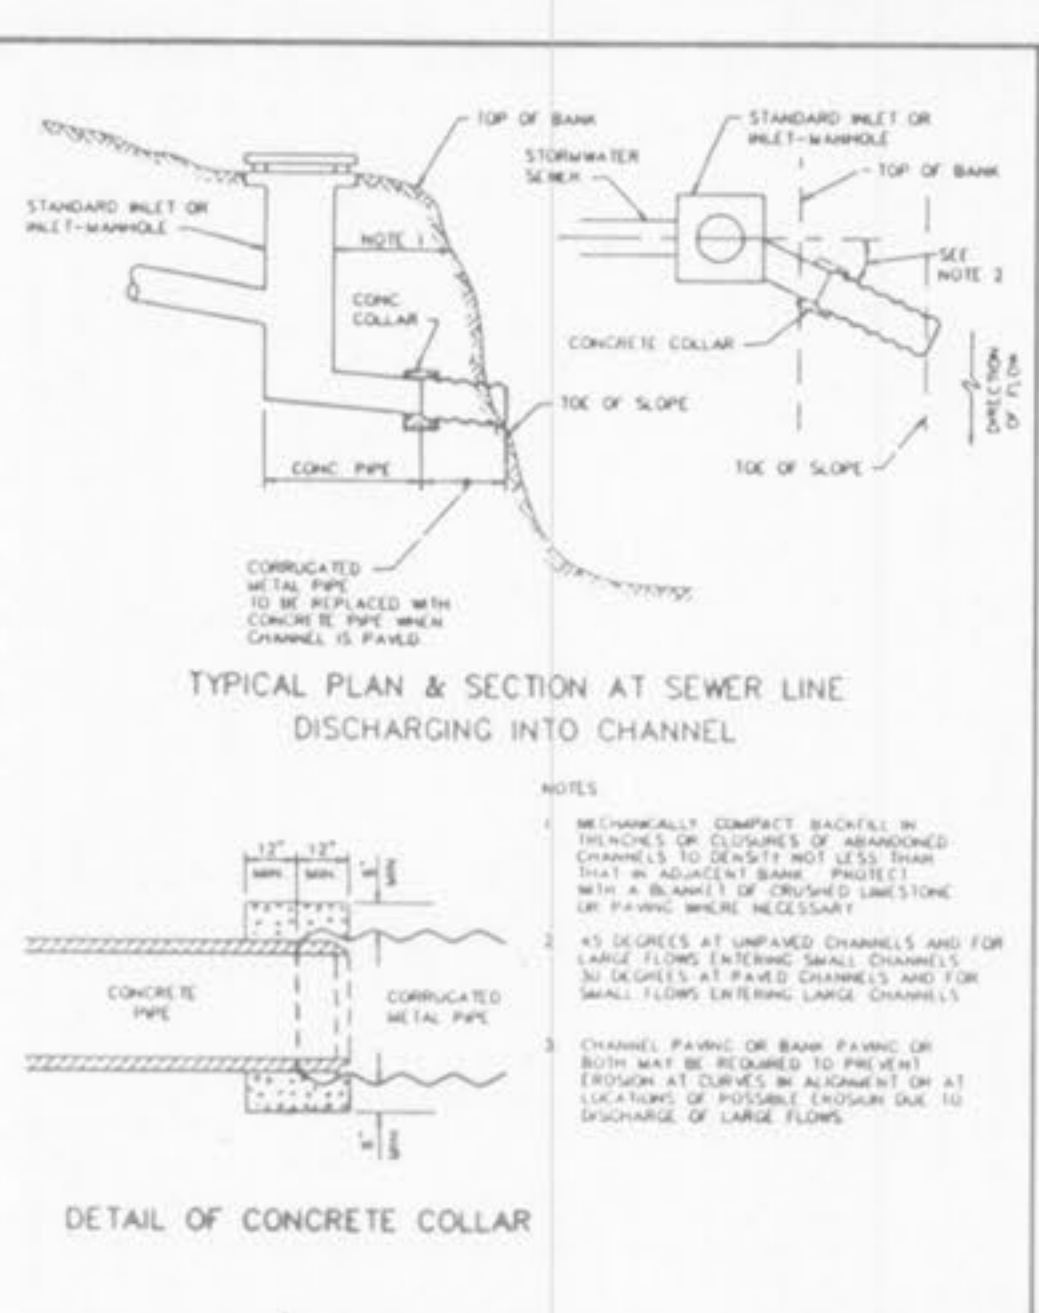 TOP OF BANK
STANDARD INLET OR
INLET-MANHOLE
STORMWATER
SEWER
TOP OF BANK
STANDARD INLET OR
INLET-MANHOLE
NOTE 1
SEE
NOTE 2
CONC
COLLAR
CONCRETE COLLAR
DIRECTION
OF FLOW
TOE OF SLOPE
CONC PIPE
TOE OF SLOPE
CORRUGATED
METAL PIPE
TO BE REPLACED WITH
CONCRETE PIPE WHEN
CHANNEL IS PAVED
TYPICAL PLAN & SECTION AT SEWER LINE
DISCHARGING INTO CHANNEL
NOTES
1 MECHANICALLY COMPACT BACKFILL IN
TRENCHES OR CLOSURES OF ABANDONED
CHANNELS TO DENSITY NOT LESS THAN
THAT IN ADJACENT BANK PROTECT
WITH A BLANKET OF CRUSHED LIMESTONE
OR PAVING WHERE NECESSARY
2 45 DEGREES AT UNPAVED CHANNELS AND FOR
LARGE FLOWS ENTERING SMALL CHANNELS
30 DEGREES AT PAVED CHANNELS AND FOR
SMALL FLOWS ENTERING LARGE CHANNELS
3 CHANNEL PAVING OR BANK PAVING OR
BOTH MAY BE REQUIRED TO PREVENT
EROSION AT CURVES IN ALIGNMENT OR AT
LOCATIONS OF POSSIBLE EROSION DUE TO
DISCHARGE OF LARGE FLOWS
12" 12"
MIN MIN
MIN
CONCRETE
PIPE
CORRUGATED
METAL PIPE
MIN
DETAIL OF CONCRETE COLLAR